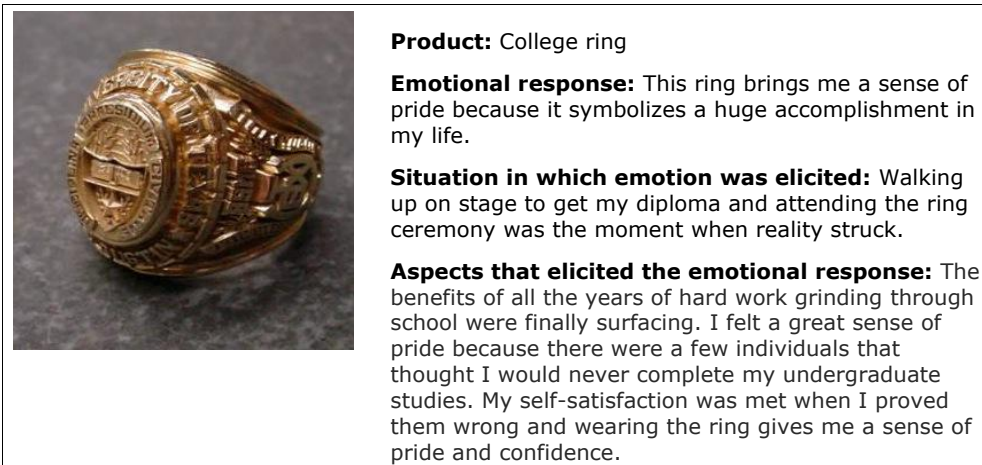 UNIVERSITY OF TEXAS
AUSTIN
Product: College ring
Emotional response: This ring brings me a sense of
pride because it symbolizes a huge accomplishment in
my life.
Situation in which emotion was elicited: Walking
up on stage to get my diploma and attending the ring
ceremony was the moment when reality struck.
Aspects that elicited the emotional response: The
benefits of all the years of hard work grinding through
school were finally surfacing. I felt a great sense of
pride because there were a few individuals that
thought I would never complete my undergraduate
studies. My self-satisfaction was met when I proved
them wrong and wearing the ring gives me a sense of
pride and confidence.